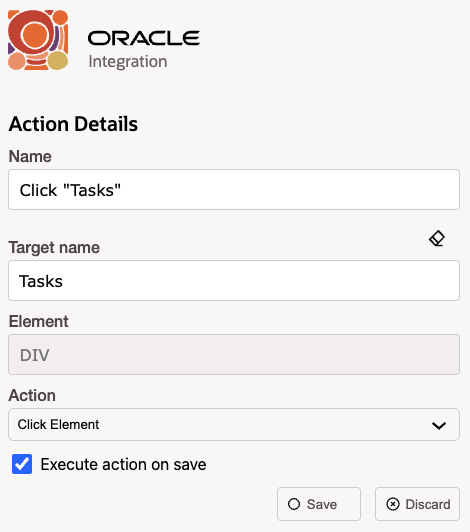 ORACLE
Integration
Action Details
Name
Click "Tasks"
Target name
Tasks
Element
DIV
Action
Click Element
Execute action on save
Save Discard